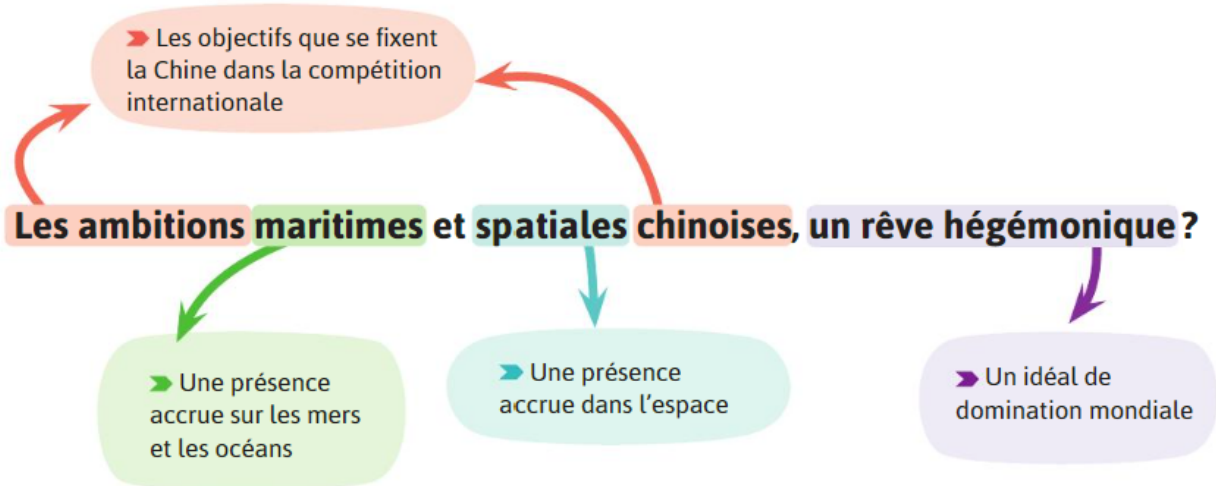 Les objectifs que se fixent
la Chine dans la compétition
internationale
Les ambitions maritimes et spatiales chinoises, un rêve hégémonique ?
Une présence
accrue sur les mers
et les océans
Une présence
accrue dans l'espace
Un idéal de
domination mondiale